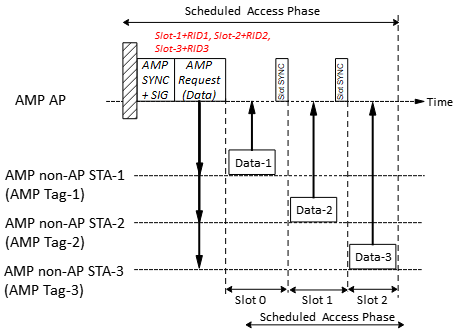 Scheduled Access Phase
Slot-1+RID1, Slot-2+RID2,
Slot-3+RID3
AMP
SYNC
+ SIG
AMP
Request
(Data)
Slot SYNC
Slot SYNC
AMP AP
Time
Data-1
AMP non-AP STA-1
(AMP Tag-1)
Data-2
AMP non-AP STA-2
(AMP Tag-2)
Data-3
AMP non-AP STA-3
(AMP Tag-3)
Slot 0
Slot 1
Slot 2
Scheduled Access Phase